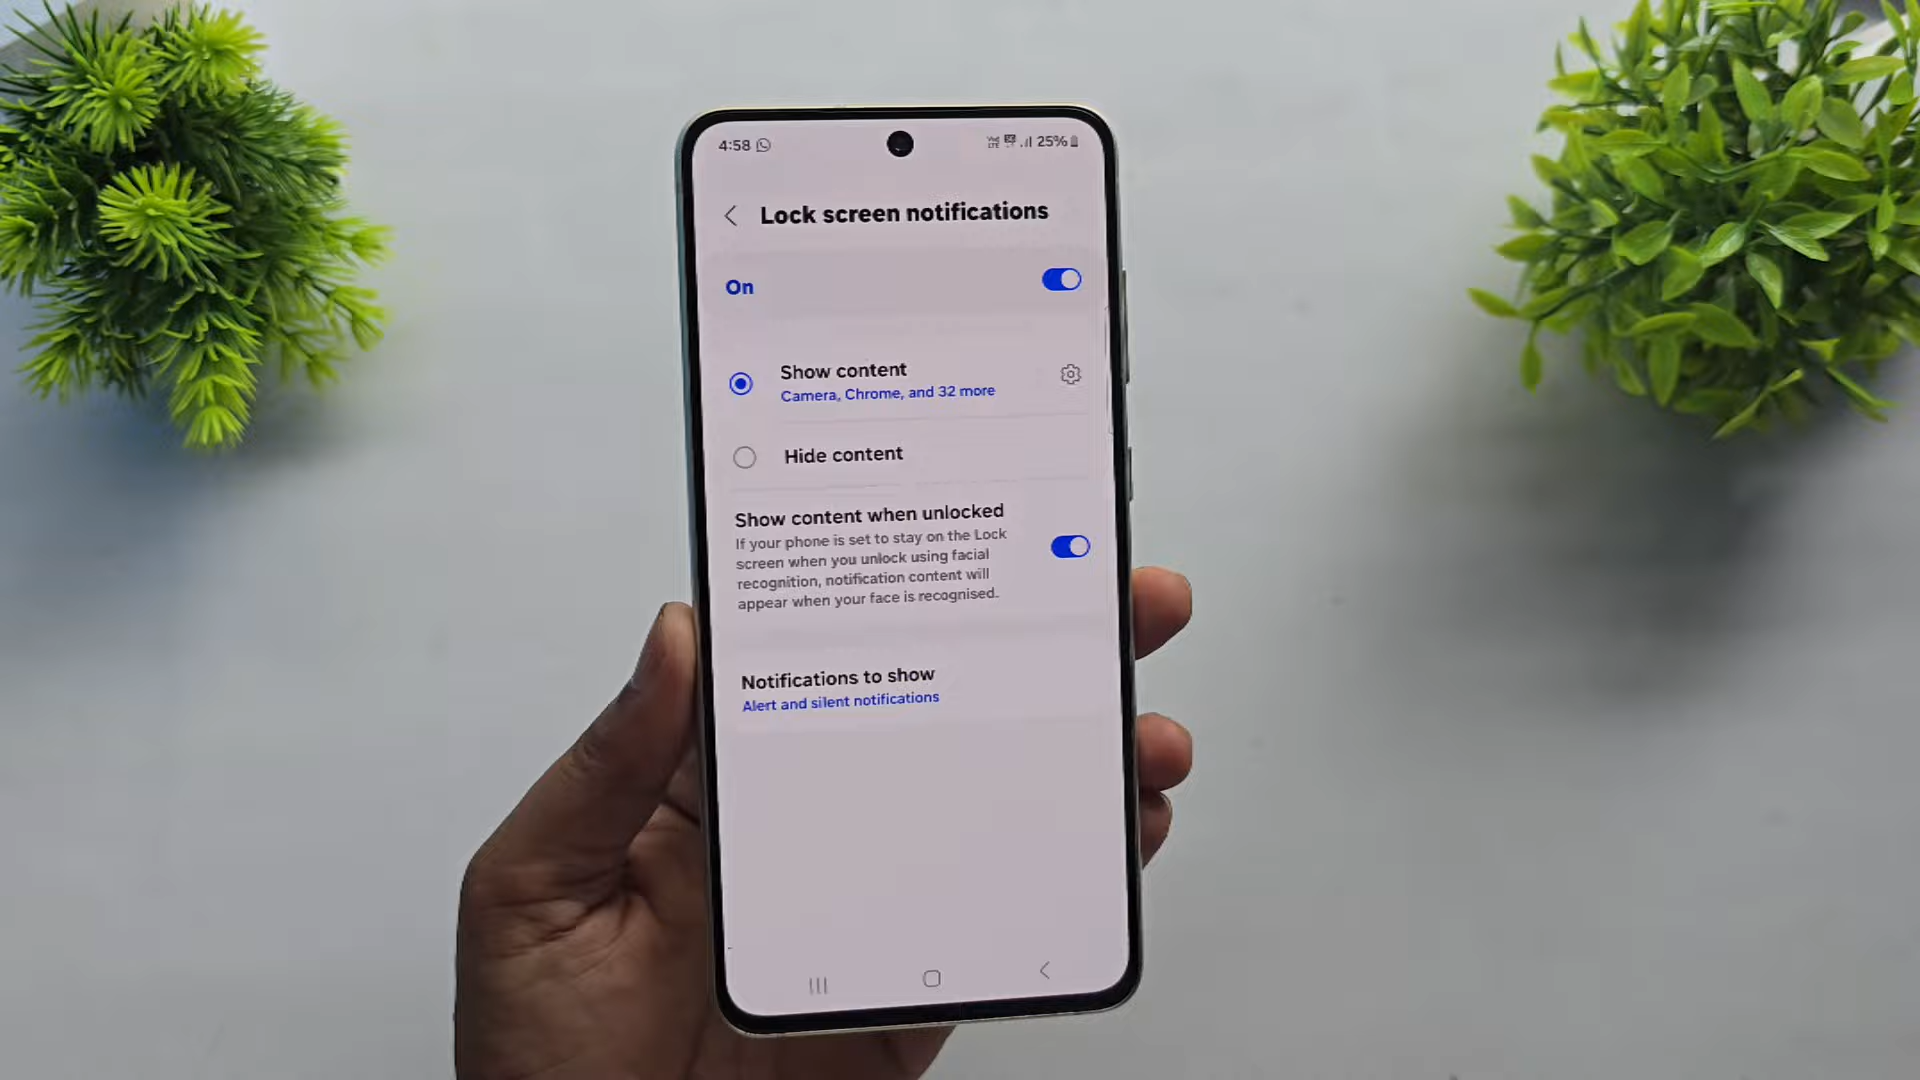 4:58
25%
Lock screen notifications
On
Show content
Camera, Chrome, and 32 more
Hide content
Show content when unlocked
If your phone is set to stay on the Lock
screen when you unlock using facial
recognition, notification content will
appear when your face is recognised.
Notifications to show
Alert and silent notifications